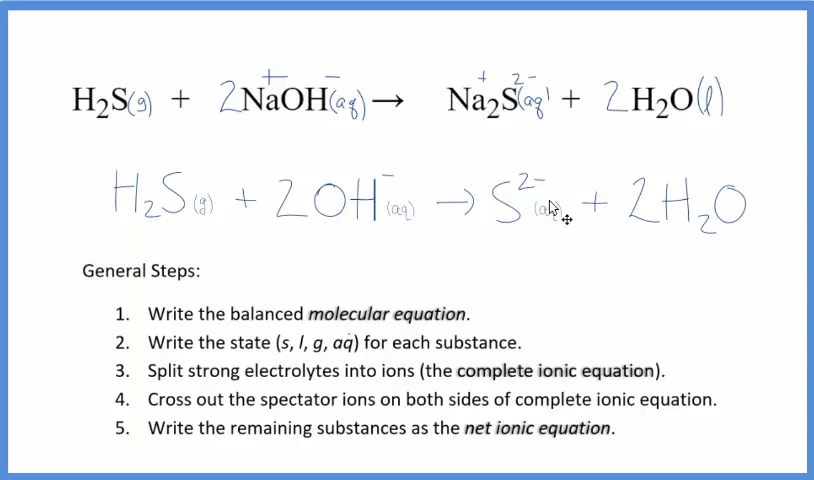 H₂S(g) + 2NaOH(aq) → Na₂S(aq) + 2H₂O(l)
+ − + 2−
H₂S(g) + 2OH⁻(aq) → S²⁻(aq) + 2H₂O
General Steps:
1. Write the balanced molecular equation.
2. Write the state (s, l, g, aq) for each substance.
3. Split strong electrolytes into ions (the complete ionic equation).
4. Cross out the spectator ions on both sides of complete ionic equation.
5. Write the remaining substances as the net ionic equation.